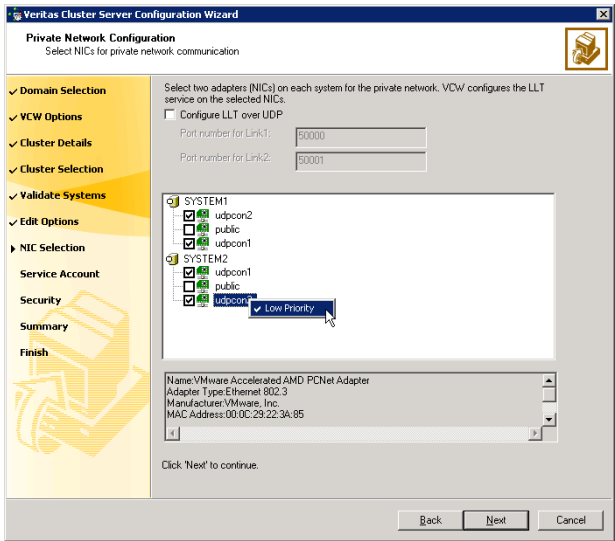 Veritas Cluster Server Configuration Wizard
Private Network Configuration
Select NICs for private network communication
Domain Selection
VCW Options
Cluster Details
Cluster Selection
Validate Systems
Edit Options
NIC Selection
Service Account
Security
Summary
Finish
Select two adapters (NICs) on each system for the private network. VCW configures the LLT
service on the selected NICs.
Configure LLT over UDP
Port number for Link1: 50000
Port number for Link2: 50001
SYSTEM1
udpcon2
public
udpcon1
SYSTEM2
udpcon1
public
Low Priority
Name:VMware Accelerated AMD PCNet Adapter
Adapter Type:Ethernet 802.3
Manufacturer:VMware, Inc.
MAC Address:00:0C:29:22:3A:85
Click 'Next' to continue.
Back Next Cancel